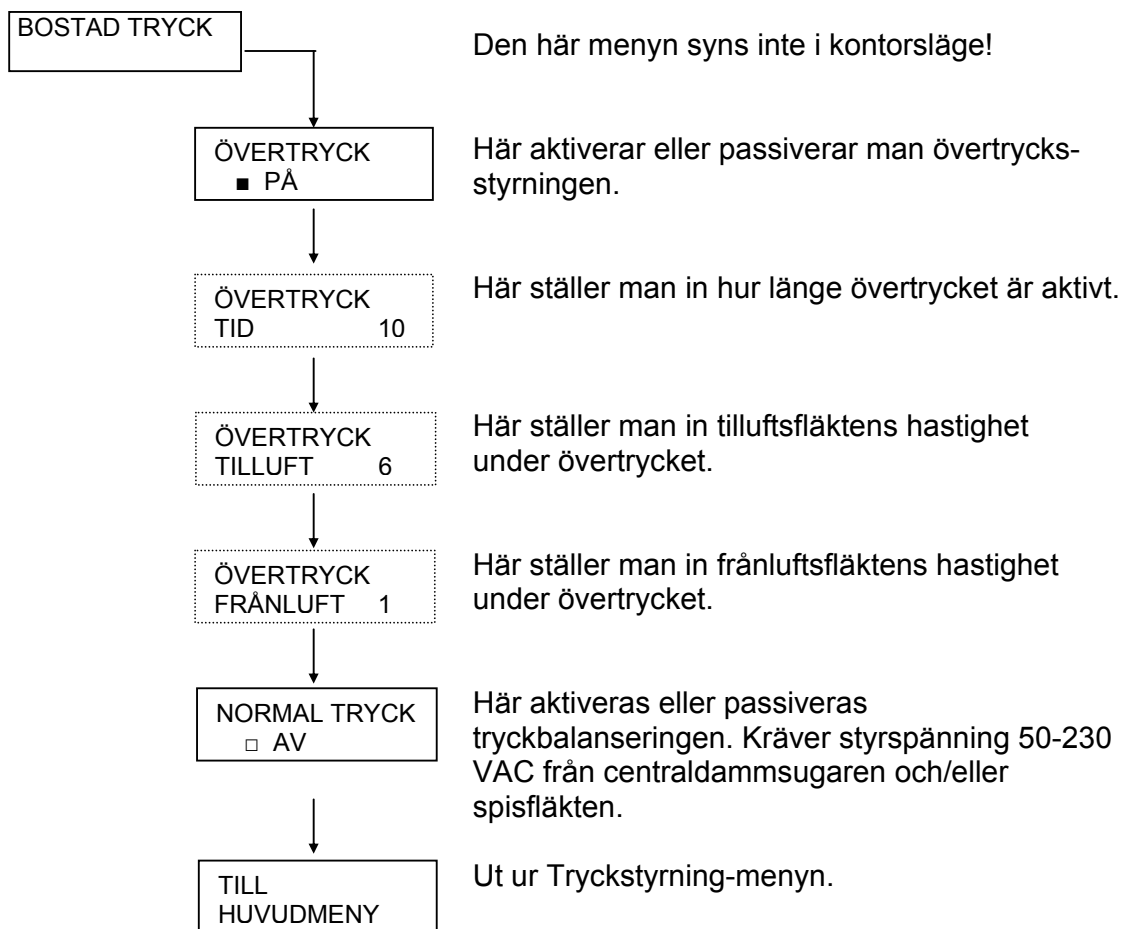 BOSTAD TRYCK
Den här menyn syns inte i kontorsläge!
ÖVERTRYCK
■ PÅ
Här aktiverar eller passiverar man övertrycks-
styrningen.
ÖVERTRYCK
TID 10
Här ställer man in hur länge övertrycket är aktivt.
ÖVERTRYCK
TILLUFT 6
Här ställer man in tilluftsfläktens hastighet
under övertrycket.
ÖVERTRYCK
FRÅNLUFT 1
Här ställer man in frånluftsfläktens hastighet
under övertrycket.
NORMAL TRYCK
□ AV
Här aktiveras eller passiveras
tryckbalanseringen. Kräver styrspänning 50-230
VAC från centraldammsugaren och/eller
spisfläkten.
TILL
HUVUDMENY
Ut ur Tryckstyrning-menyn.